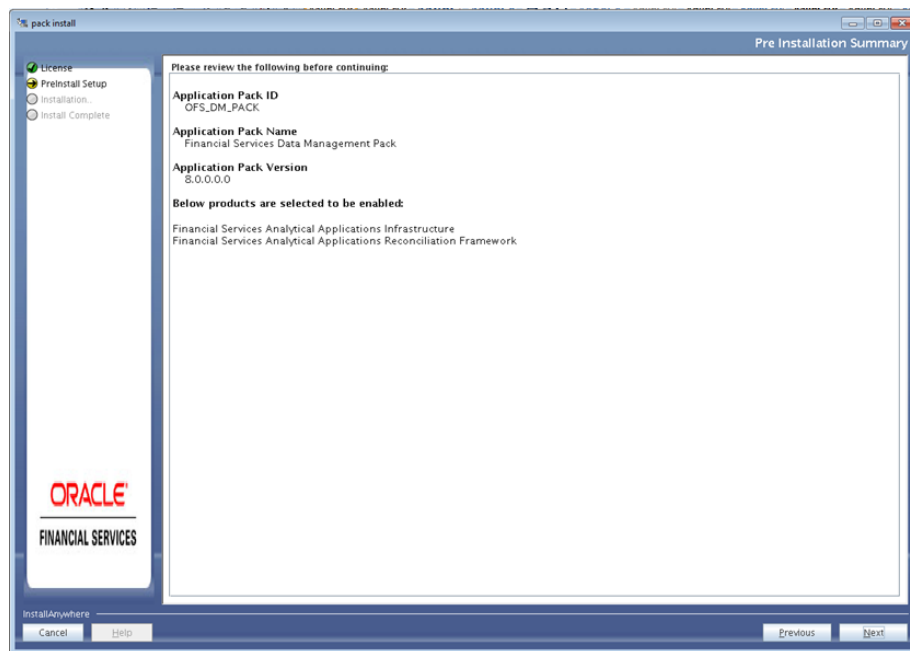 pack install
Pre Installation Summary
License
PreInstall Setup
Installation..
Install Complete
Please review the following before continuing:
Application Pack ID
OFS_DM_PACK
Application Pack Name
Financial Services Data Management Pack
Application Pack Version
8.0.0.0.0
Below products are selected to be enabled:
Financial Services Analytical Applications Infrastructure
Financial Services Analytical Applications Reconciliation Framework
ORACLE
FINANCIAL SERVICES
InstallAnywhere
Cancel
Help
Previous
Next